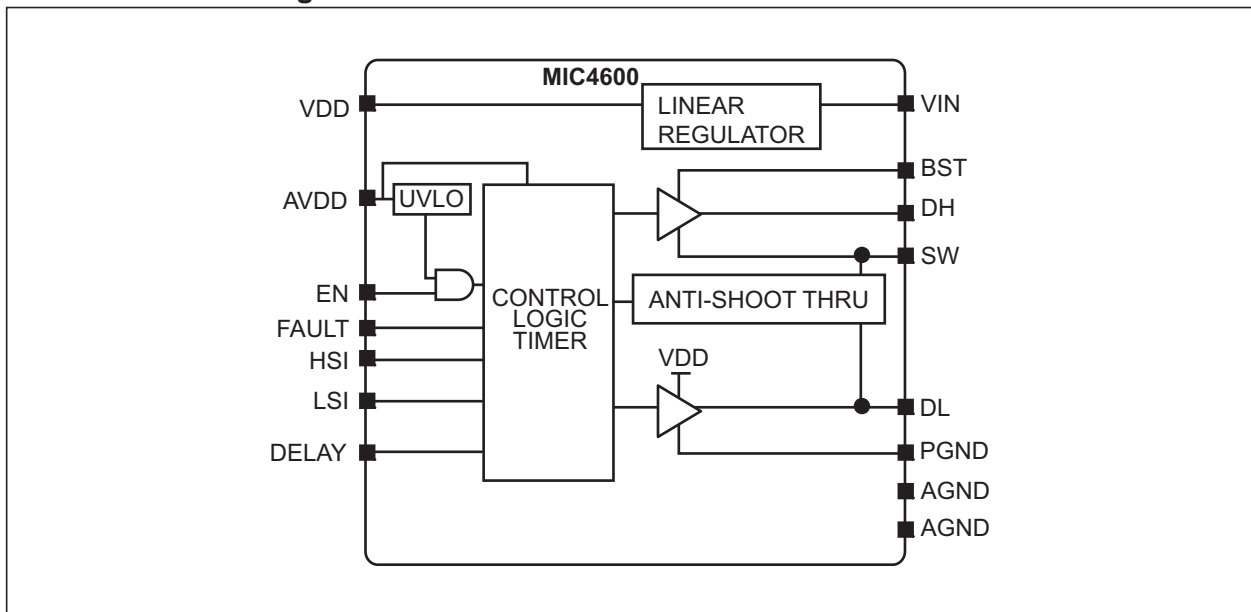 MIC4600
VDD
LINEAR
REGULATOR
VIN
BST
AVDD
UVLO
DH
SW
EN
CONTROL
LOGIC
TIMER
ANTI-SHOOT THRU
FAULT
HSI
VDD
LSI
DL
DELAY
PGND
AGND
AGND